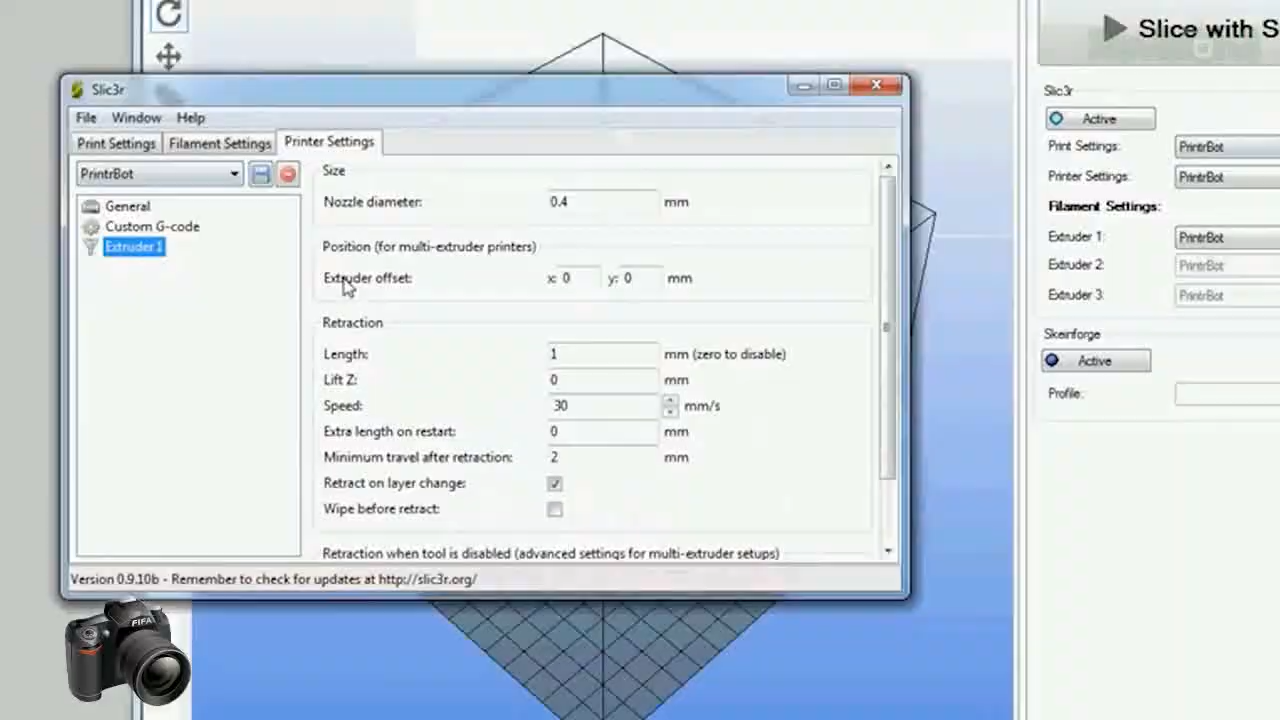 Slice with S
Slic3r
Slic3r
File Window Help
Active
Print Settings Filament Settings Printer Settings
Print Settings: PrintrBot
PrintrBot
Size
Printer Settings: PrintrBot
General
Nozzle diameter: 0.4 mm
Filament Settings:
Custom G-code
Extruder 1
Position (for multi-extruder printers)
Extruder 1: PrintrBot
Extruder offset: x: 0 y: 0 mm
Extruder 2: PrintrBot
Extruder 3: PrintrBot
Retraction
Skeinforge
Length: 1 mm (zero to disable)
Active
Lift Z: 0 mm
Profile:
Speed: 30 mm/s
Extra length on restart: 0 mm
Minimum travel after retraction: 2 mm
Retract on layer change:
Wipe before retract:
Retraction when tool is disabled (advanced settings for multi-extruder setups)
Version 0.9.10b - Remember to check for updates at http://slic3r.org/
FIFA